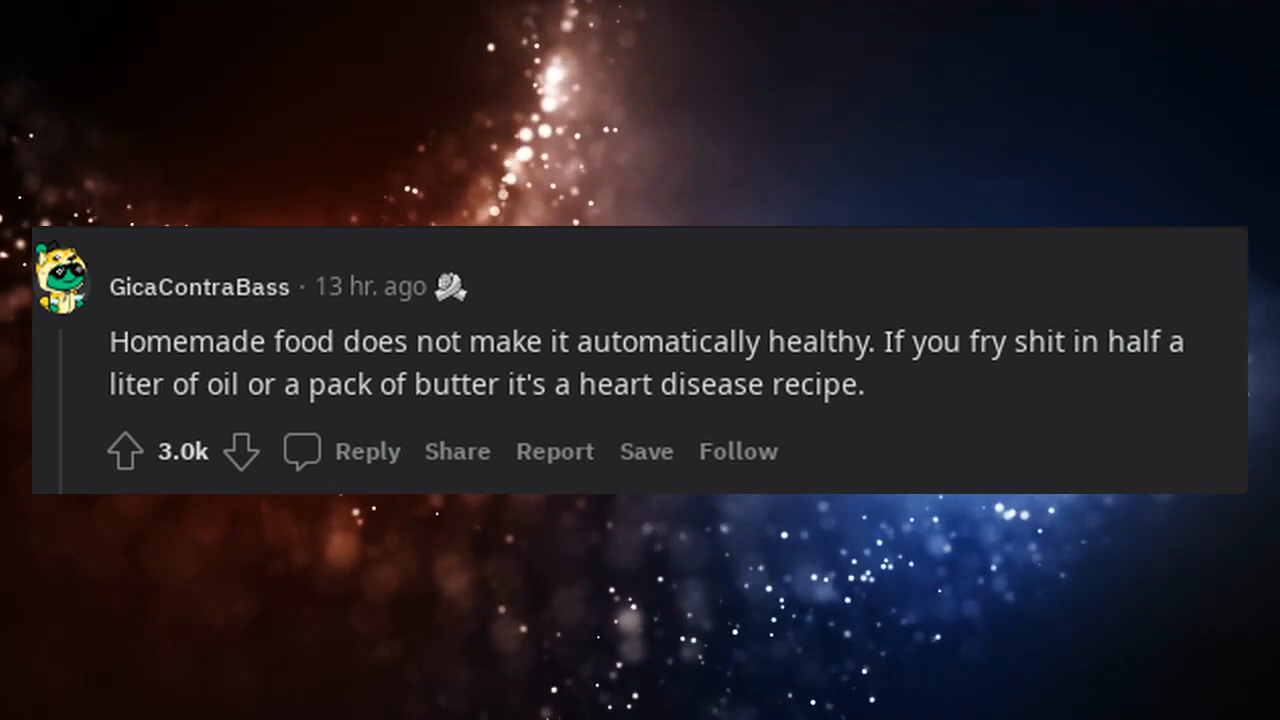 GicaContraBass · 13 hr. ago
Homemade food does not make it automatically healthy. If you fry shit in half a
liter of oil or a pack of butter it's a heart disease recipe.
3.0k Reply Share Report Save Follow